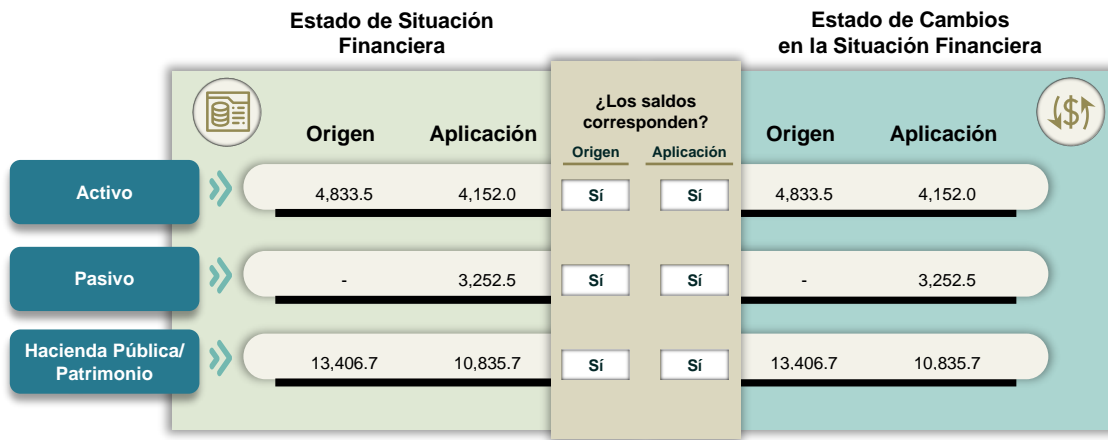 Estado de Situación
Financiera
Estado de Cambios
en la Situación Financiera
¿Los saldos
corresponden?
Origen Aplicación
Origen Aplicación
Origen Aplicación
$
Activo
4,833.5 4,152.0 Sí Sí 4,833.5 4,152.0
Pasivo
- 3,252.5 Sí Sí - 3,252.5
Hacienda Pública/
Patrimonio
13,406.7 10,835.7 Sí Sí 13,406.7 10,835.7